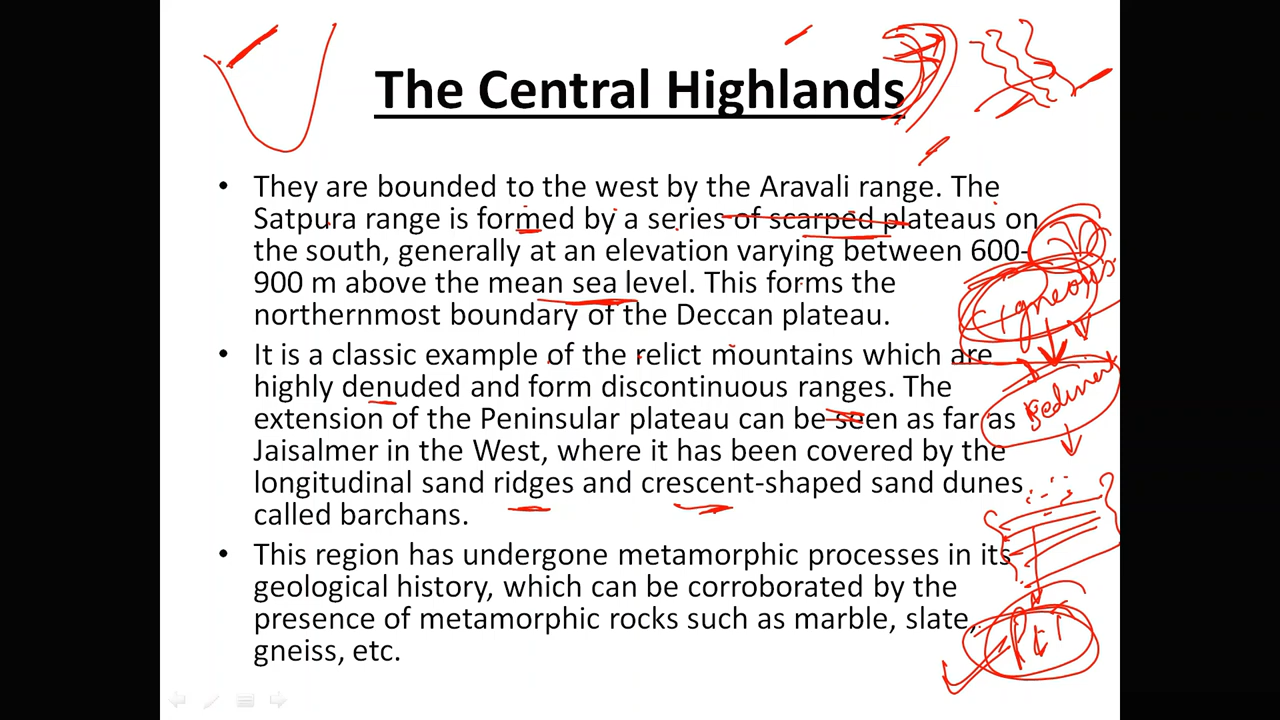 The Central Highlands
• They are bounded to the west by the Aravali range. The
Satpura range is formed by a series of scarped plateaus on
the south, generally at an elevation varying between 600-
900 m above the mean sea level. This forms the
northernmost boundary of the Deccan plateau.
• It is a classic example of the relict mountains which are
highly denuded and form discontinuous ranges. The
extension of the Peninsular plateau can be seen as far as
Jaisalmer in the West, where it has been covered by the
longitudinal sand ridges and crescent-shaped sand dunes
called barchans.
• This region has undergone metamorphic processes in its
geological history, which can be corroborated by the
presence of metamorphic rocks such as marble, slate,
gneiss, etc.
igneous
Sediment